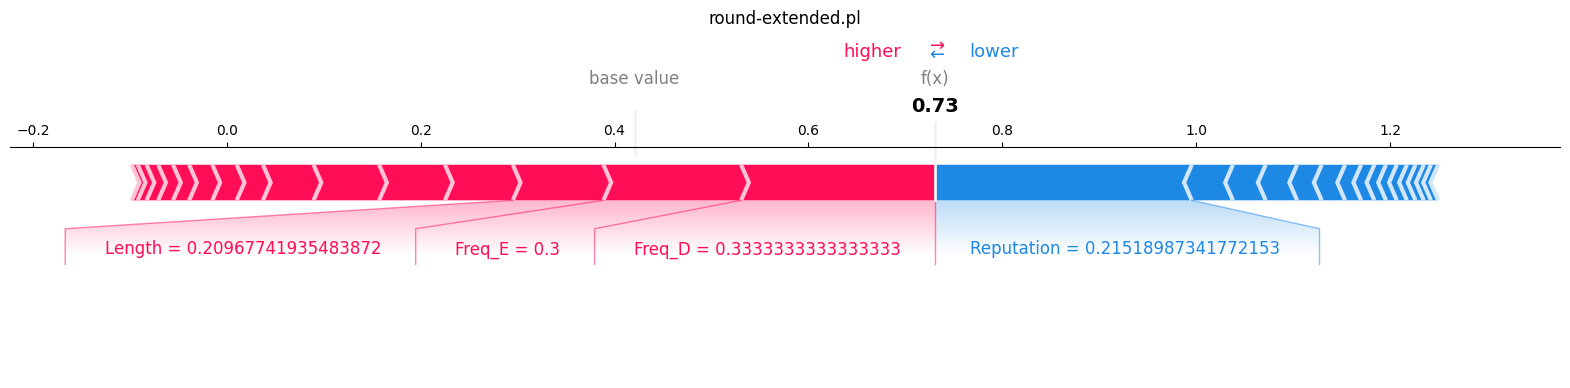 round-extended.pl
higher ⇄ lower
base value f(x)
0.73
−0.2 0.0 0.2 0.4 0.6 0.8 1.0 1.2
Length = 0.20967741935483872 Freq_E = 0.3 Freq_D = 0.3333333333333333 Reputation = 0.21518987341772153